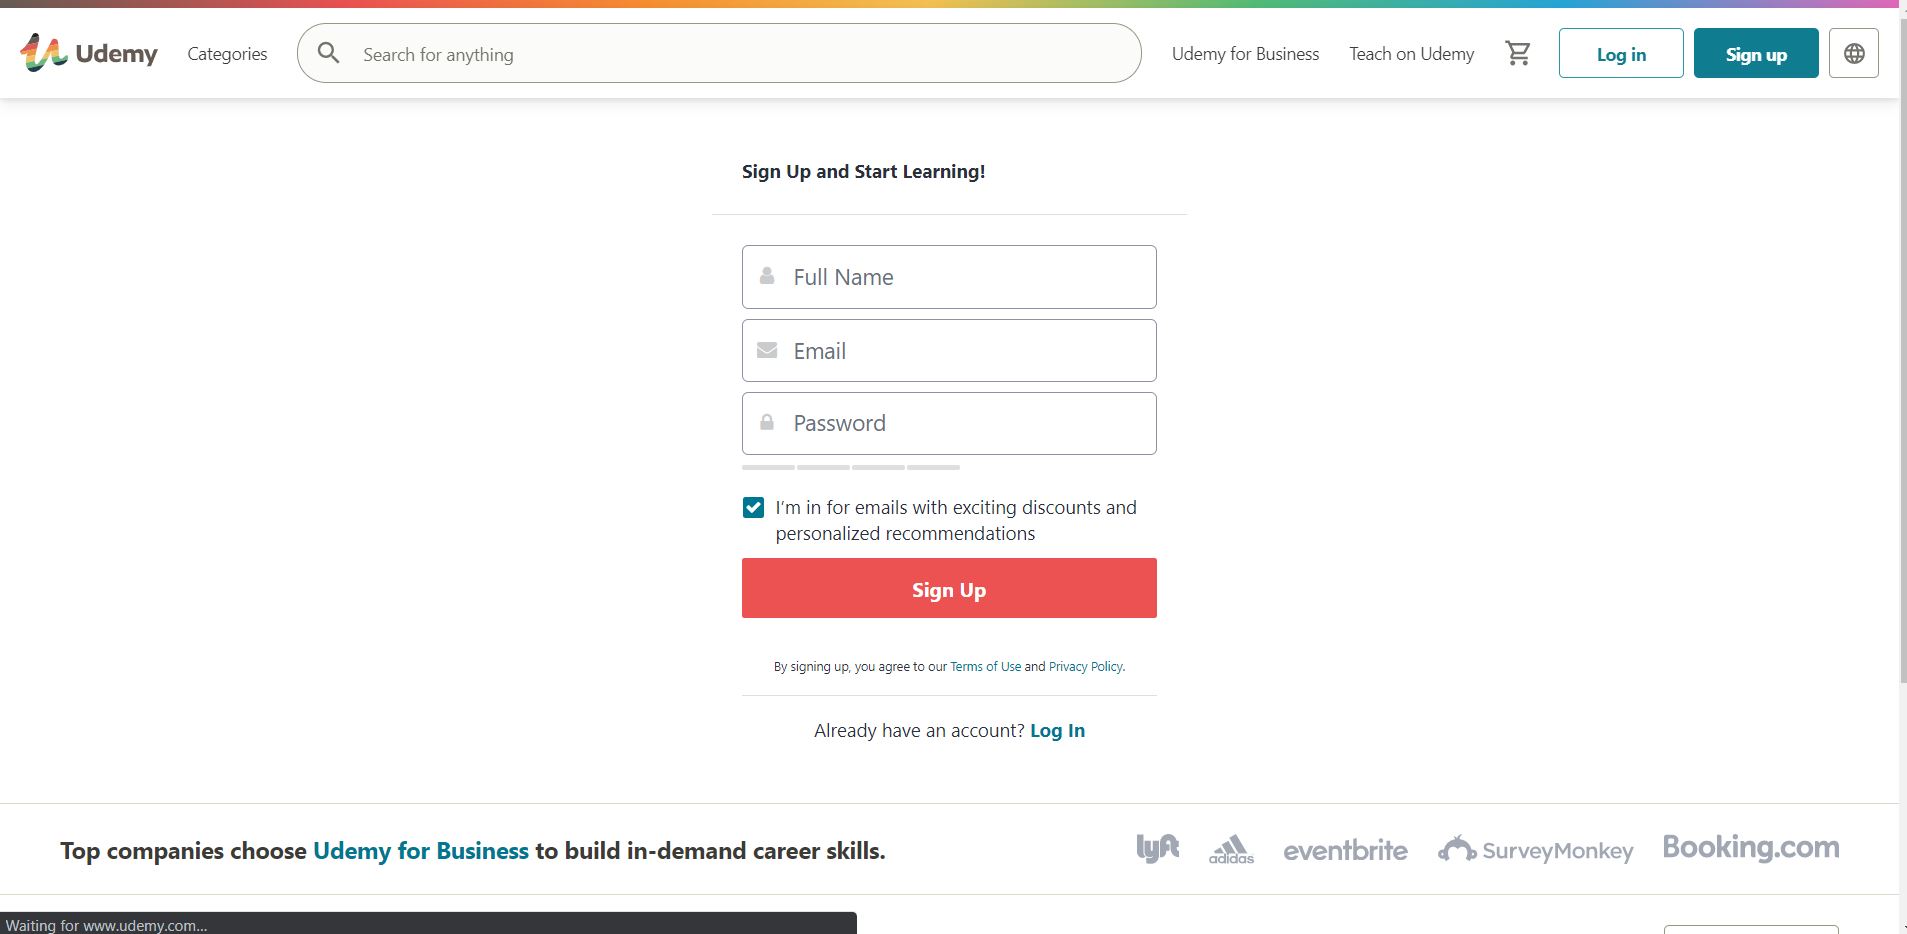 Udemy
Categories
Search for anything
Udemy for Business
Teach on Udemy
Log in
Sign up
Sign Up and Start Learning!
Full Name
Email
Password
I'm in for emails with exciting discounts and
personalized recommendations
Sign Up
By signing up, you agree to our Terms of Use and Privacy Policy.
Already have an account? Log In
Top companies choose Udemy for Business to build in-demand career skills.
lyft
adidas
eventbrite
SurveyMonkey
Booking.com
Waiting for www.udemy.com...